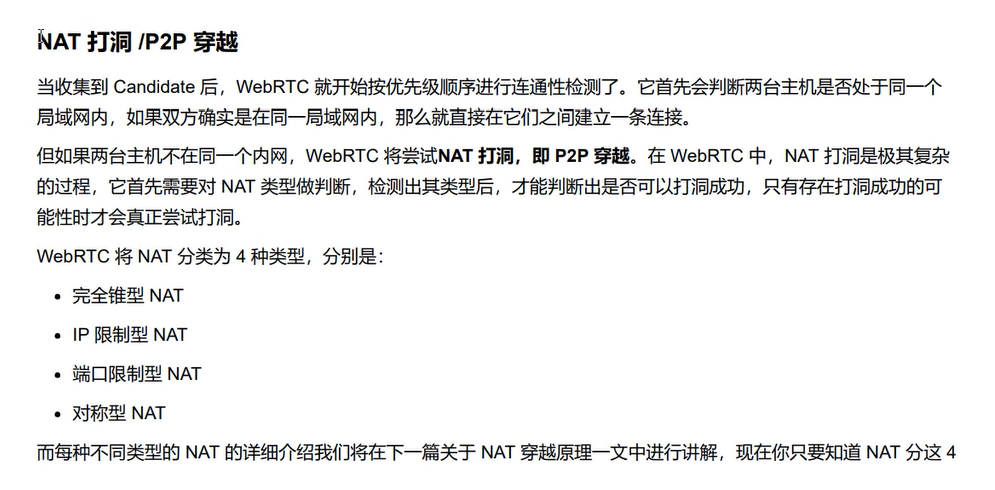 NAT 打洞 /P2P 穿越
当收集到 Candidate 后，WebRTC 就开始按优先级顺序进行连通性检测了。它首先会判断两台主机是否处于同一个
局域网内，如果双方确实是在同一局域网内，那么就直接在它们之间建立一条连接。
但如果两台主机不在同一个内网，WebRTC 将尝试NAT 打洞，即 P2P 穿越。在 WebRTC 中，NAT 打洞是极其复杂
的过程，它首先需要对 NAT 类型做判断，检测出其类型后，才能判断出是否可以打洞成功，只有存在打洞成功的可
能性时才会真正尝试打洞。
WebRTC 将 NAT 分类为 4 种类型，分别是：
• 完全锥型 NAT
• IP 限制型 NAT
• 端口限制型 NAT
• 对称型 NAT
而每种不同类型的 NAT 的详细介绍我们将在下一篇关于 NAT 穿越原理一文中进行讲解，现在你只要知道 NAT 分这 4